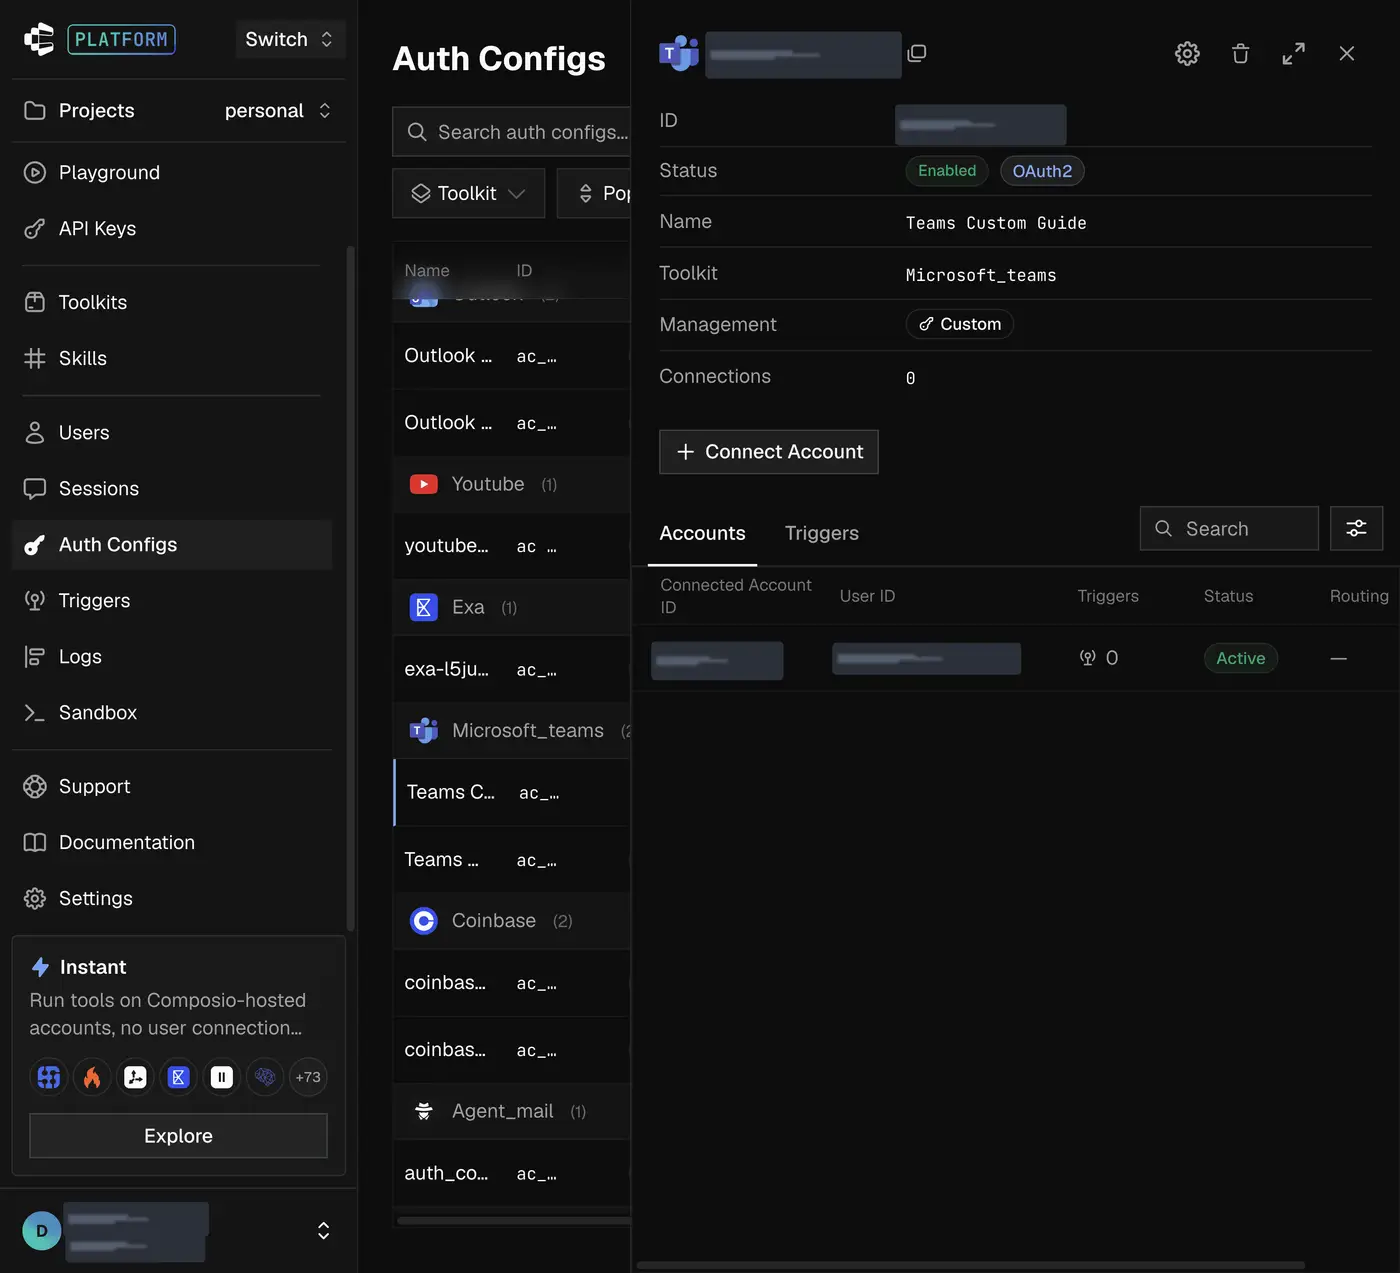 PLATFORM
Switch
Projects
personal
Playground
API Keys
Toolkits
Skills
Users
Sessions
Auth Configs
Triggers
Logs
Sandbox
Support
Documentation
Settings
Instant
Run tools on Composio-hosted
accounts, no user connection...
+73
Explore
D
Auth Configs
Search auth configs...
Toolkit
Name ID
Outlook ... ac_...
Outlook ... ac_...
Youtube (1)
youtube... ac ...
Exa (1)
exa-l5ju... ac_...
Microsoft_teams
Teams C... ac_...
Teams ... ac_...
Coinbase (2)
coinbas... ac_...
coinbas... ac_...
Agent_mail (1)
auth_co... ac_...
ID
Status Enabled OAuth2
Name Teams Custom Guide
Toolkit Microsoft_teams
Management Custom
Connections 0
+ Connect Account
Accounts Triggers
Search
Connected Account
ID
User ID
Triggers
Status
Routing
0
Active
—